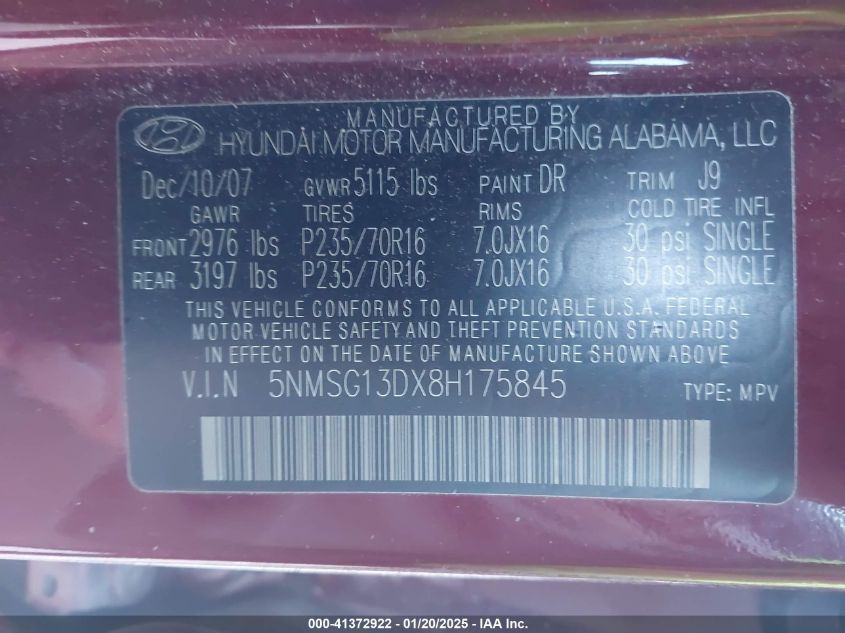 MANUFACTURED BY
HYUNDAI MOTOR MANUFACTURING ALABAMA, LLC
Dec/10/07 GVWR 5115 lbs PAINT DR TRIM J9
GAWR TIRES RIMS COLD TIRE INFL
FRONT 2976 lbs P235/70R16 7.0JX16 30 psi SINGLE
REAR 3197 lbs P235/70R16 7.0JX16 30 psi SINGLE
THIS VEHICLE CONFORMS TO ALL APPLICABLE U.S.A. FEDERAL
MOTOR VEHICLE SAFETY AND THEFT PREVENTION STANDARDS
IN EFFECT ON THE DATE OF MANUFACTURE SHOWN ABOVE
V.I.N 5NMSG13DX8H175845 TYPE: MPV
000-41372922 - 01/20/2025 - IAA Inc.